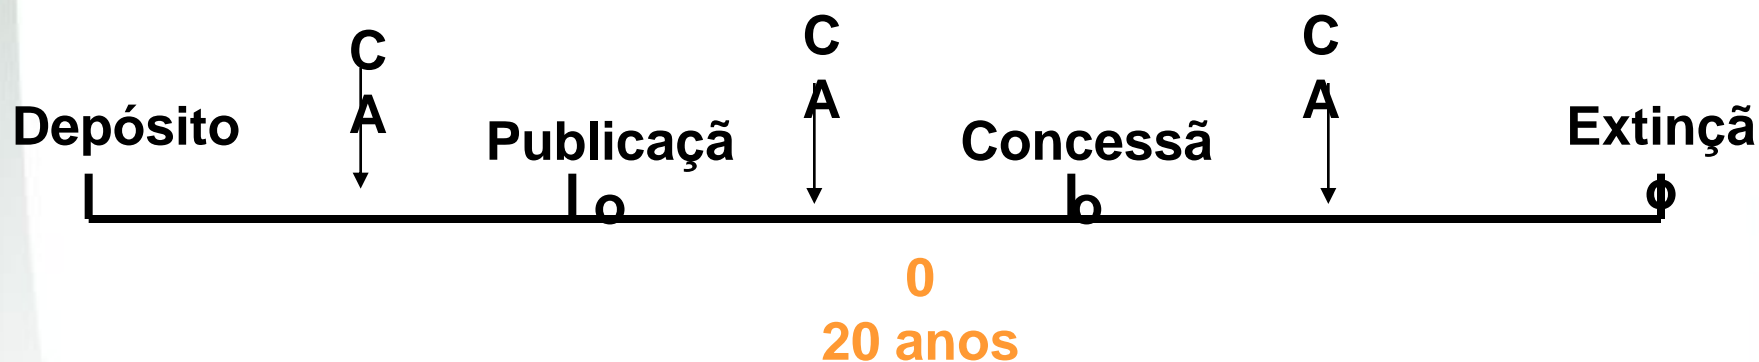 Depósito
C
A
Publicaçã
o
C
A
Concessã
o
C
A
Extinçã
o
0
20 anos